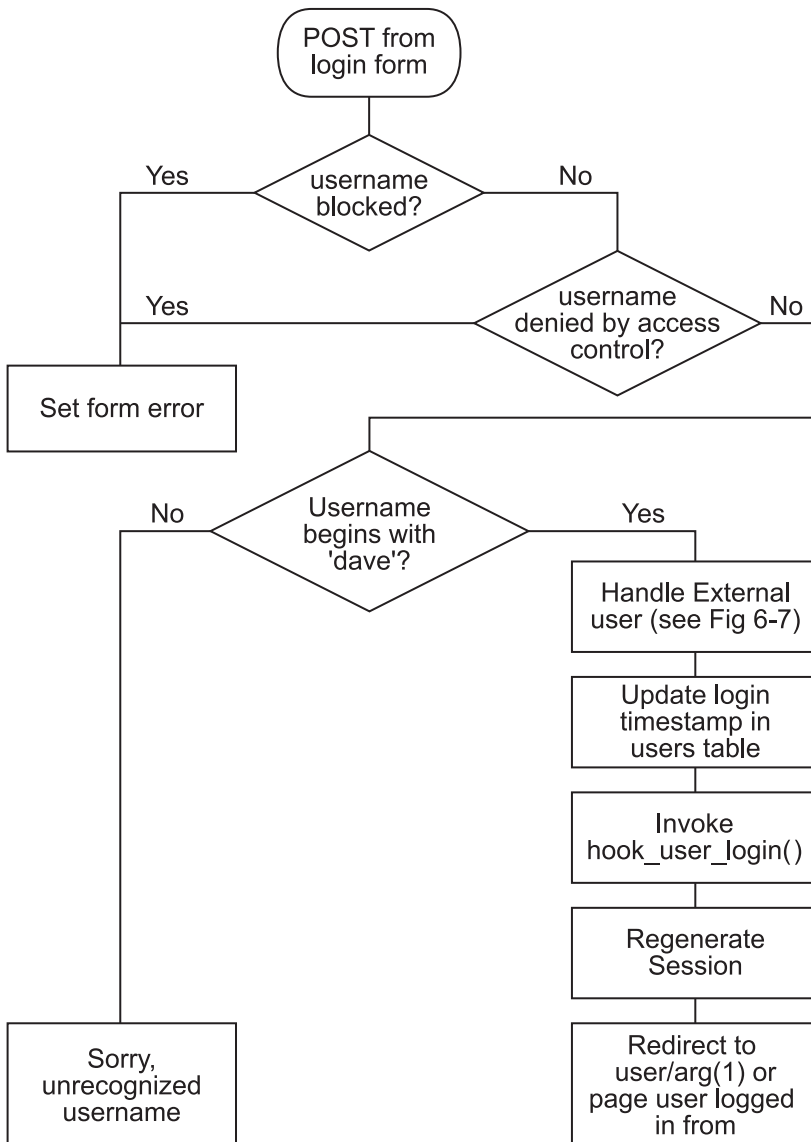 POST from
login form
Yes
username
blocked?
No
Yes
username
denied by access
control?
No
Set form error
No
Username
begins with
'dave'?
Yes
Handle External
user (see Fig 6-7)
Update login
timestamp in
users table
Invoke
hook_user_login()
Regenerate
Session
Sorry,
unrecognized
username
Redirect to
user/arg(1) or
page user logged
in from